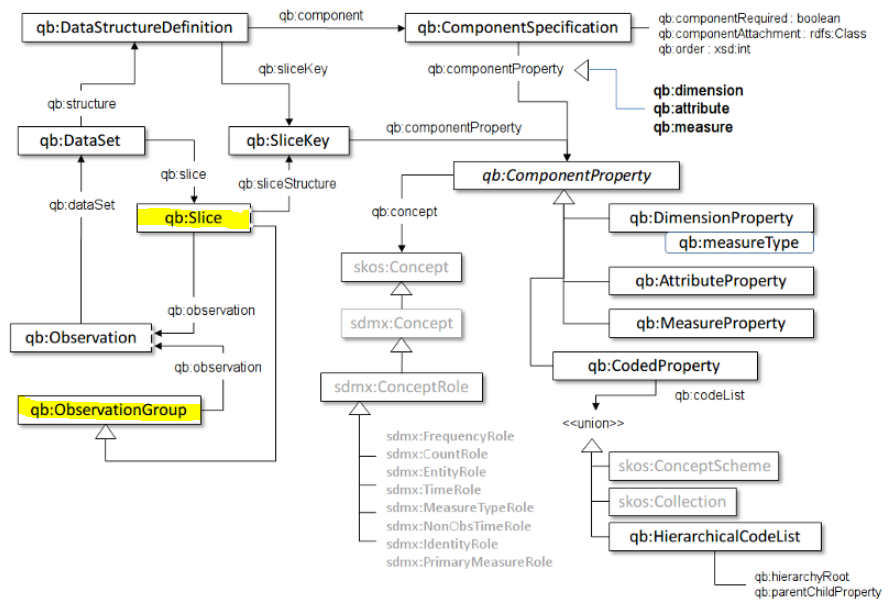 qb:component
qb:DataStructureDefinition
qb:ComponentSpecification
qb:componentRequired : boolean
qb:componentAttachment : rdfs:Class
qb:order : xsd:int
qb:sliceKey
qb:componentProperty
qb:structure
qb:dimension
qb:attribute
qb:measure
qb:DataSet
qb:SliceKey
qb:componentProperty
qb:slice
qb:sliceStructure
qb:ComponentProperty
qb:dataSet
qb:concept
qb:Slice
qb:DimensionProperty
qb:measureType
skos:Concept
qb:AttributeProperty
qb:observation
sdmx:Concept
qb:MeasureProperty
qb:Observation
qb:observation
qb:CodedProperty
sdmx:ConceptRole
qb:codeList
qb:ObservationGroup
<<union>>
sdmx:FrequencyRole
sdmx:CountRole
sdmx:EntityRole
sdmx:TimeRole
sdmx:MeasureTypeRole
sdmx:NonObsTimeRole
sdmx:IdentityRole
sdmx:PrimaryMeasureRole
skos:ConceptScheme
skos:Collection
qb:HierarchicalCodeList
qb:hierarchyRoot
qb:parentChildProperty